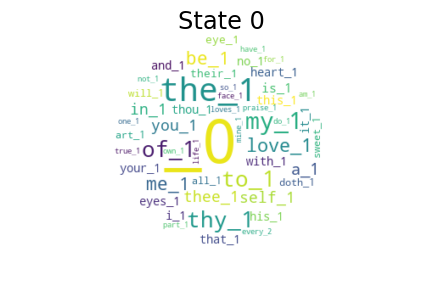 State 0
eye_1
have_1
be_1 no_1 for_1
and_1 their_1 heart_1
not_1 the_1 so_1 is_1
will_1 face_1 this_1 am_1
in_1 thou_1 loves_1 praise_1
one_1 you_1 _0 mine_1 my_1 do_1 it_1
art_1 love_1 sweet_1
true_1 of_1 own_1 life_1 with_1 a_1
your_1 me_1 all_1 to_1 doth_1
eyes_1 thee_1 self_1
i_1 thy_1 his_1
part_1 every_2
that_1